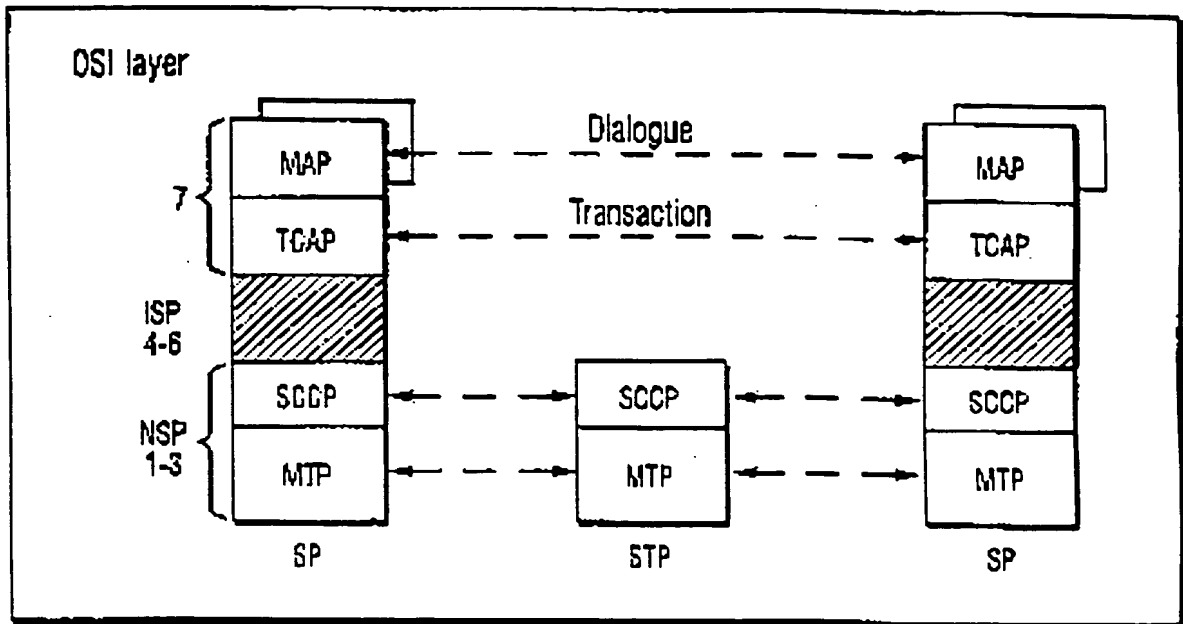 OSI layer
Dialogue
MAP
MAP
7
Transaction
TCAP
TCAP
ISP
4-6
SCCP
SCCP
SCCP
NSP
1-3
MTP
MTP
MTP
SP
STP
SP